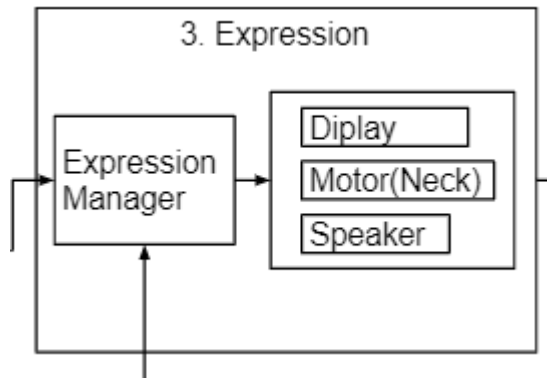 3. Expression
Expression
Manager
Diplay
Motor(Neck)
Speaker